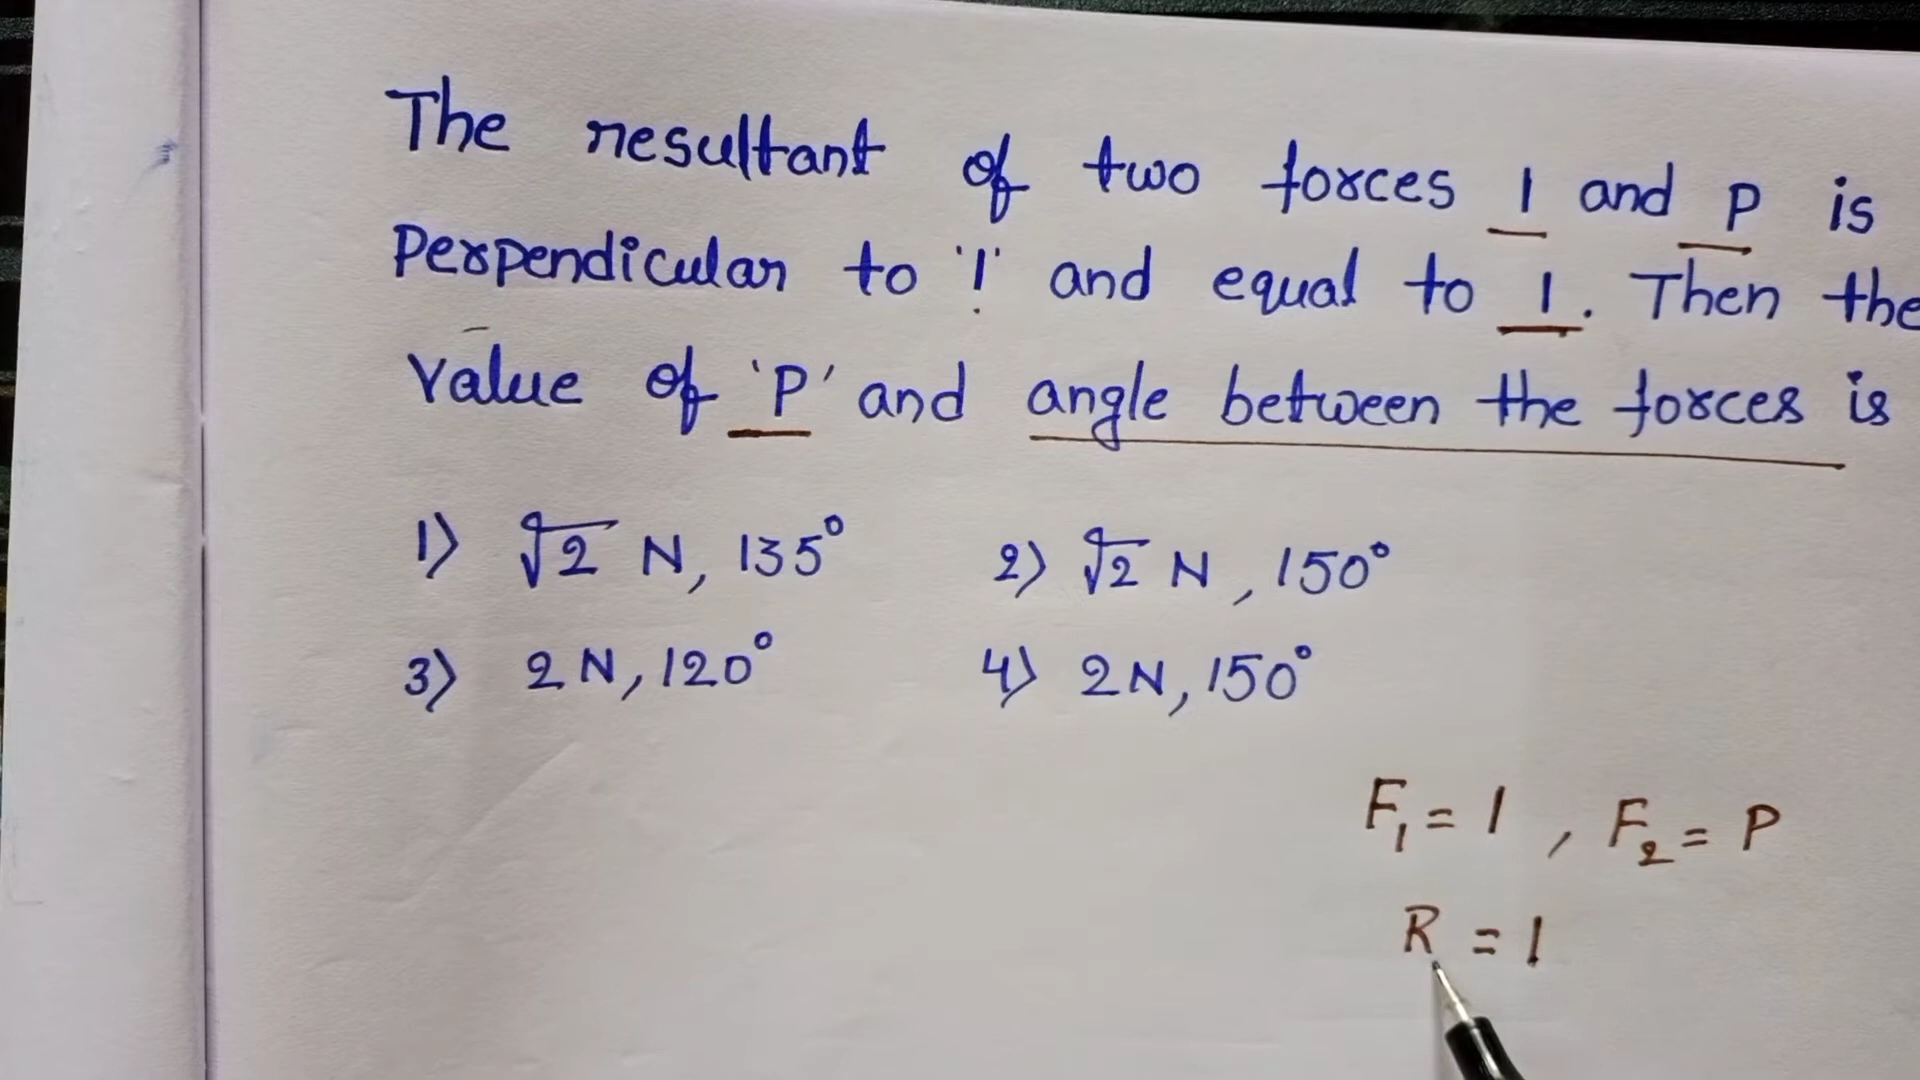 The resultant of two forces 1 and P is
Perpendicular to '1' and equal to 1. Then the
Value of 'P' and angle between the forces is
1) √2 N, 135° 2) √2 N, 150°
3) 2N, 120° 4) 2N, 150°
F₁ = 1 , F₂ = P
R = 1